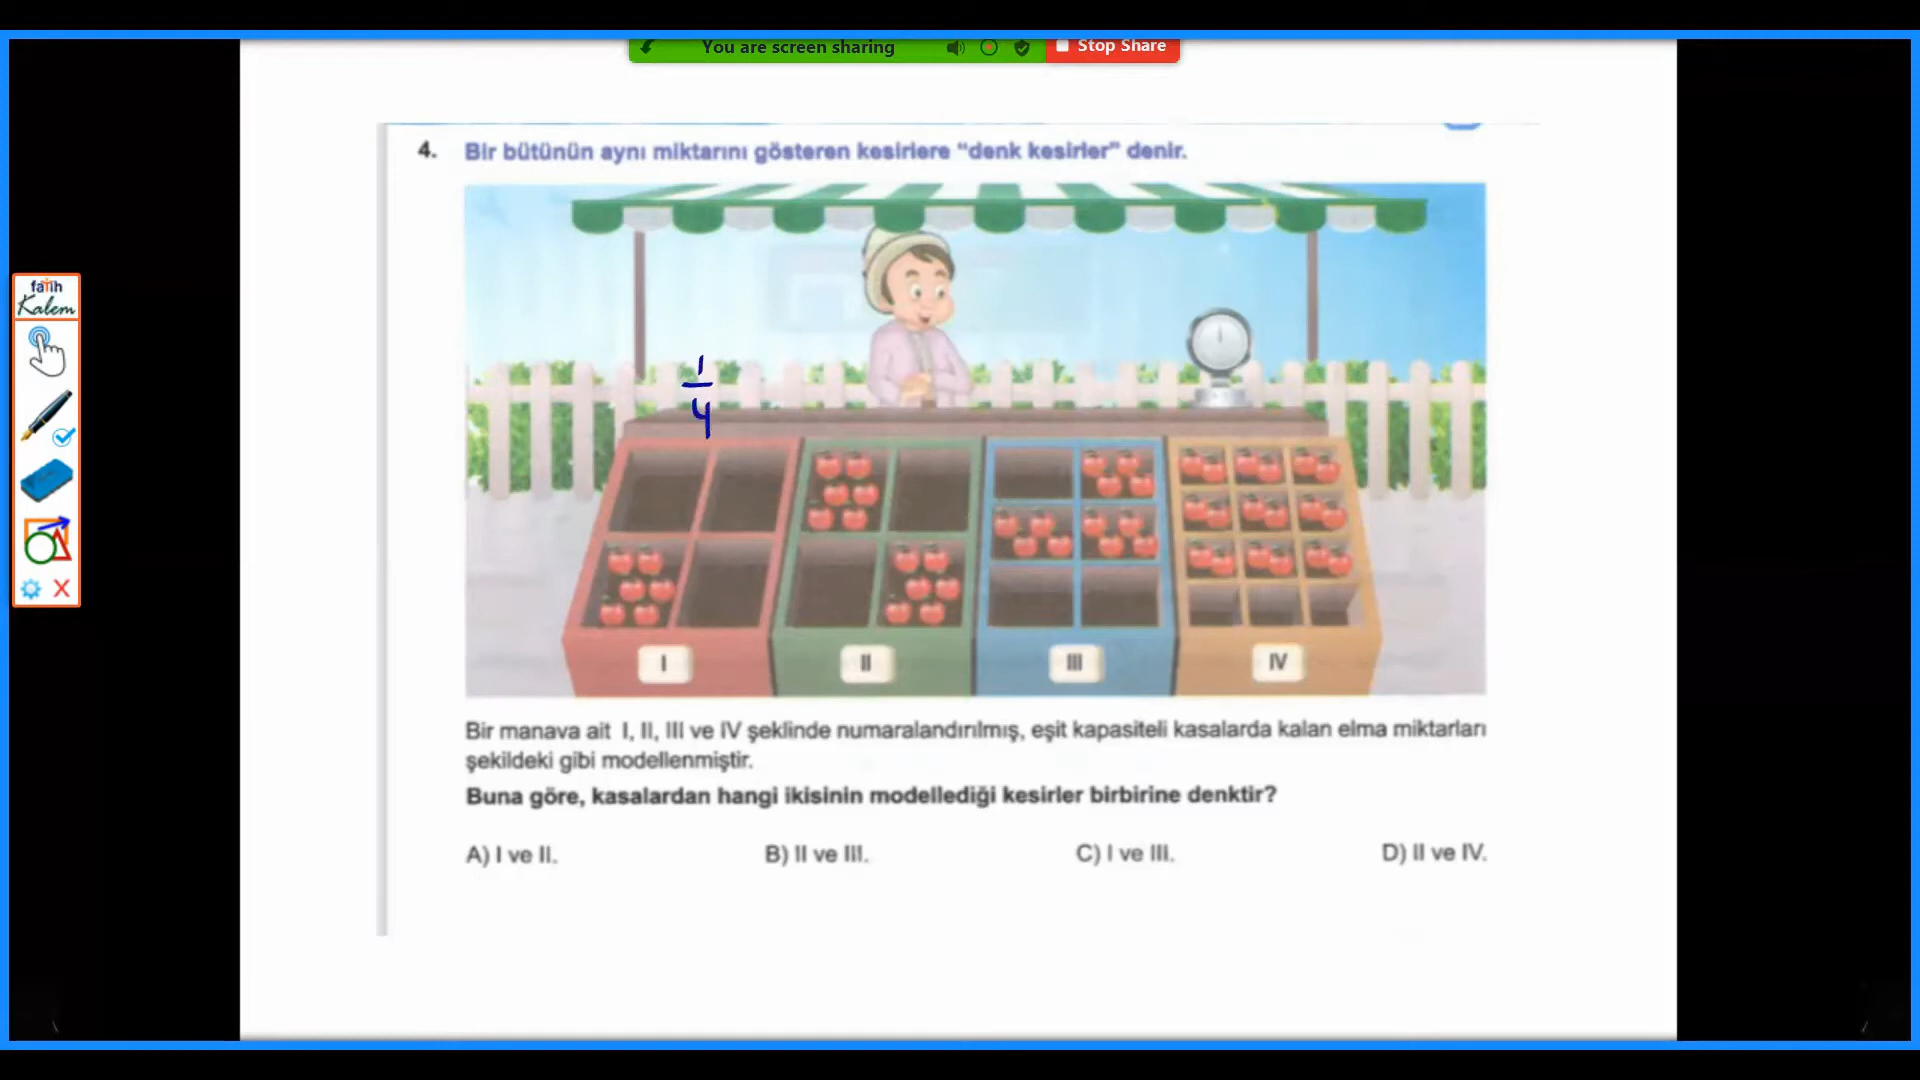 You are screen sharing
Stop Share
fatih
Kalem
4. Bir bütünün aynı miktarını gösteren kesirlere “denk kesirler” denir.
1
4
I
II
III
IV
Bir manava ait I, II, III ve IV şeklinde numaralandırılmış, eşit kapasiteli kasalarda kalan elma miktarları
şekildeki gibi modellenmiştir.
Buna göre, kasalardan hangi ikisinin modellediği kesirler birbirine denktir?
A) I ve II. B) II ve III. C) I ve III. D) II ve IV.